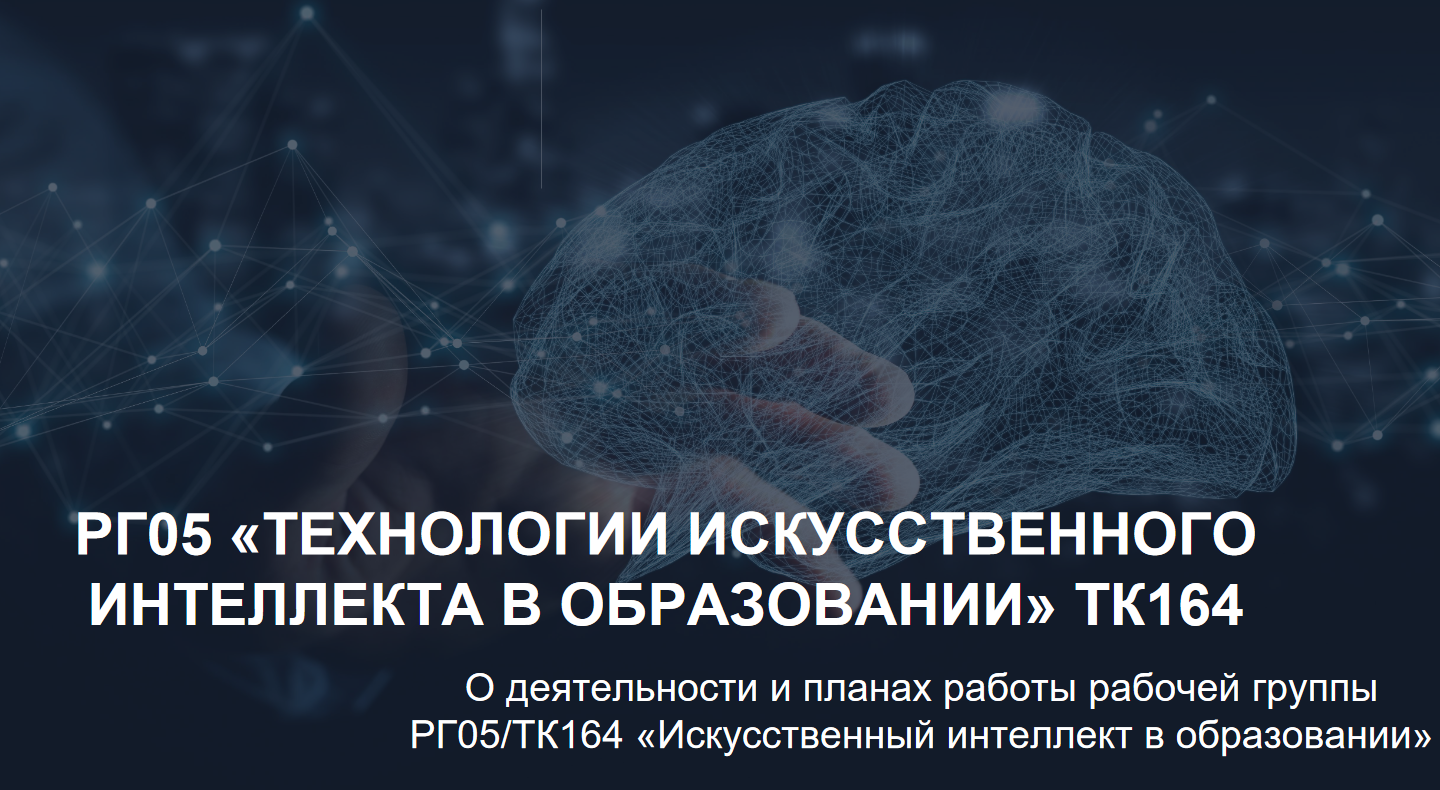 РГ05 «ТЕХНОЛОГИИ ИСКУССТВЕННОГО
ИНТЕЛЛЕКТА В ОБРАЗОВАНИИ» ТК164
О деятельности и планах работы рабочей группы
РГ05/ТК164 «Искусственный интеллект в образовании»